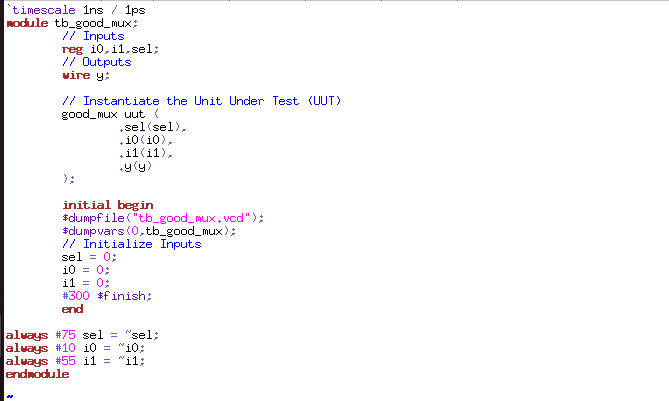 `timescale 1ns / 1ps
module tb_good_mux;
        // Inputs
        reg i0,i1,sel;
        // Outputs
        wire y;

        // Instantiate the Unit Under Test (UUT)
        good_mux uut (
                .sel(sel),
                .i0(i0),
                .i1(i1),
                .y(y)
        );

        initial begin
        $dumpfile("tb_good_mux.vcd");
        $dumpvars(0,tb_good_mux);
        // Initialize Inputs
        sel = 0;
        i0 = 0;
        i1 = 0;
        #300 $finish;
        end

always #75 sel = ~sel;
always #10 i0 = ~i0;
always #55 i1 = ~i1;
endmodule

~